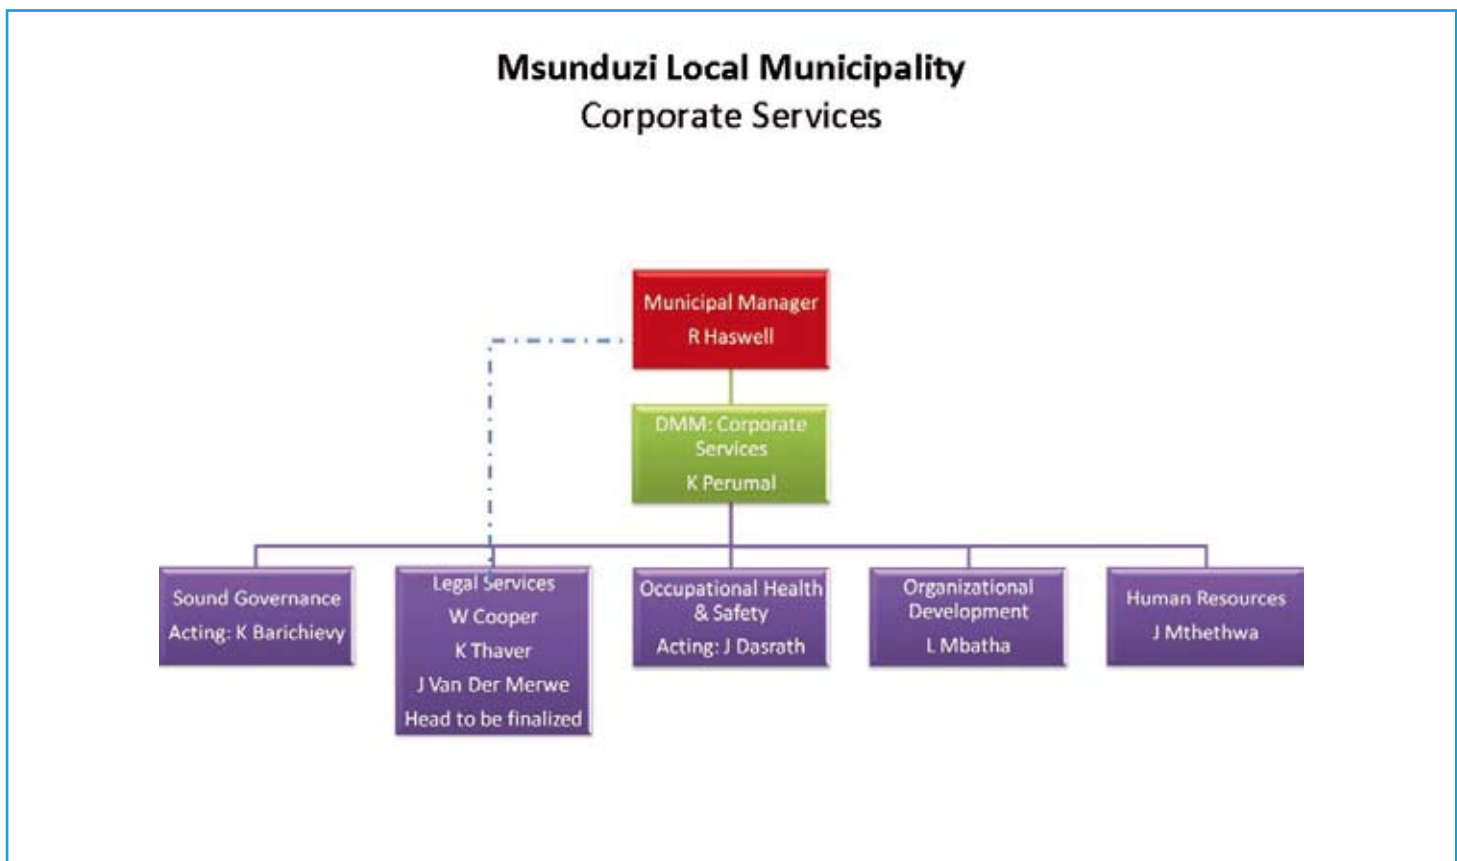 Msunduzi Local Municipality
Corporate Services
Municipal Manager
R Haswell
DMM: Corporate
Services
K Perumal
Sound Governance
Acting: K Barichievy
Legal Services
W Cooper
K Thaver
J Van Der Merwe
Head to be finalized
Occupational Health
& Safety
Acting: J Dasrath
Organizational
Development
L Mbatha
Human Resources
J Mthethwa